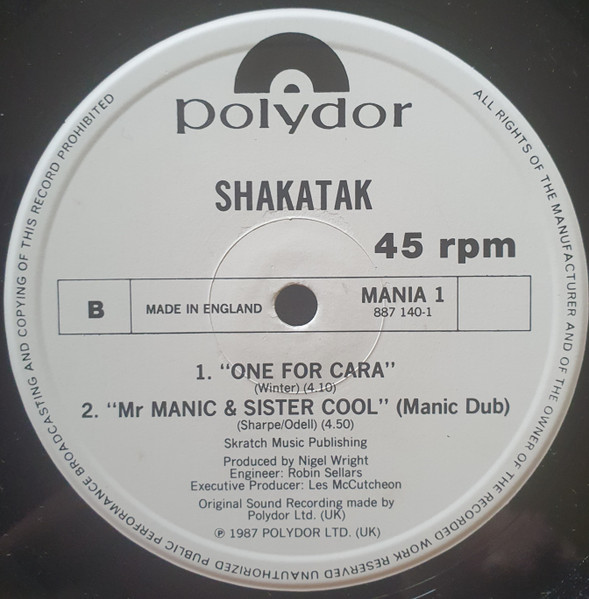 polydor
SHAKATAK
45 rpm
B
MADE IN ENGLAND
MANIA 1
887 140-1
1. "ONE FOR CARA"
(Winter) (4.10)
2. "Mr MANIC & SISTER COOL" (Manic Dub)
(Sharpe/Odell) (4.50)
Skratch Music Publishing
Produced by Nigel Wright
Engineer: Robin Sellars
Executive Producer: Les McCutcheon
Original Sound Recording made by
Polydor Ltd. (UK)
℗ 1987 POLYDOR LTD. (UK)
ALL RIGHTS OF THE MANUFACTURER AND OF THE OWNER OF THE RECORDED WORK RESERVED UNAUTHORIZED PUBLIC PERFORMANCE BROADCASTING AND COPYING OF THIS RECORD PROHIBITED